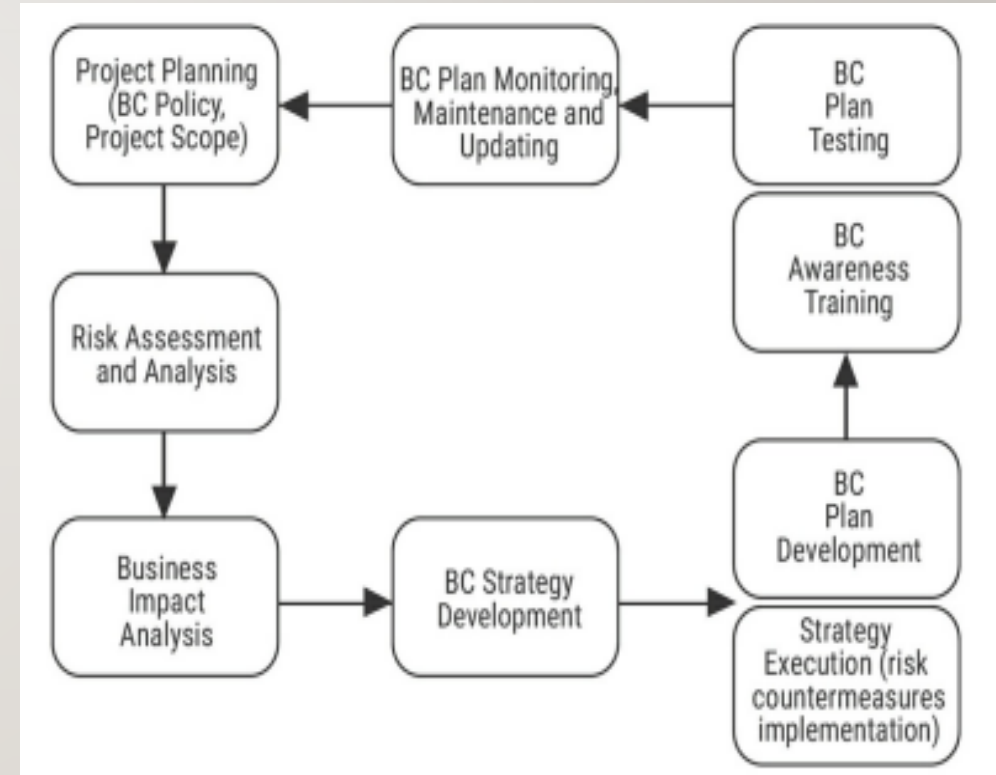 Project Planning
(BC Policy,
Project Scope)
BC Plan Monitoring,
Maintenance and
Updating
BC
Plan
Testing
BC
Awareness
Training
Risk Assessment
and Analysis
BC
Plan
Development
Business
Impact
Analysis
BC Strategy
Development
Strategy
Execution (risk
countermeasures
implementation)